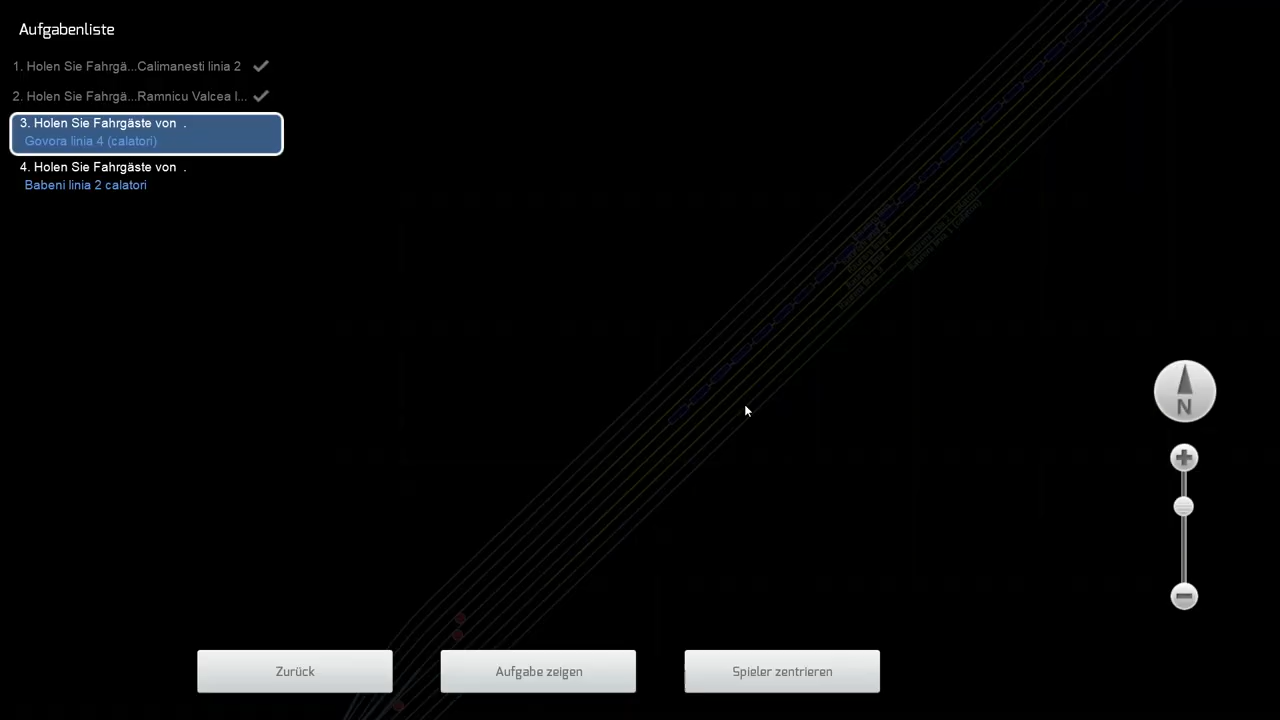 Aufgabenliste
1. Holen Sie Fahrgä...Calimanesti linia 2
2. Holen Sie Fahrgä...Ramnicu Valcea l...
3. Holen Sie Fahrgäste von .
Govora linia 4 (calatori)
4. Holen Sie Fahrgäste von .
Babeni linia 2 calatori
N
Zurück
Aufgabe zeigen
Spieler zentrieren